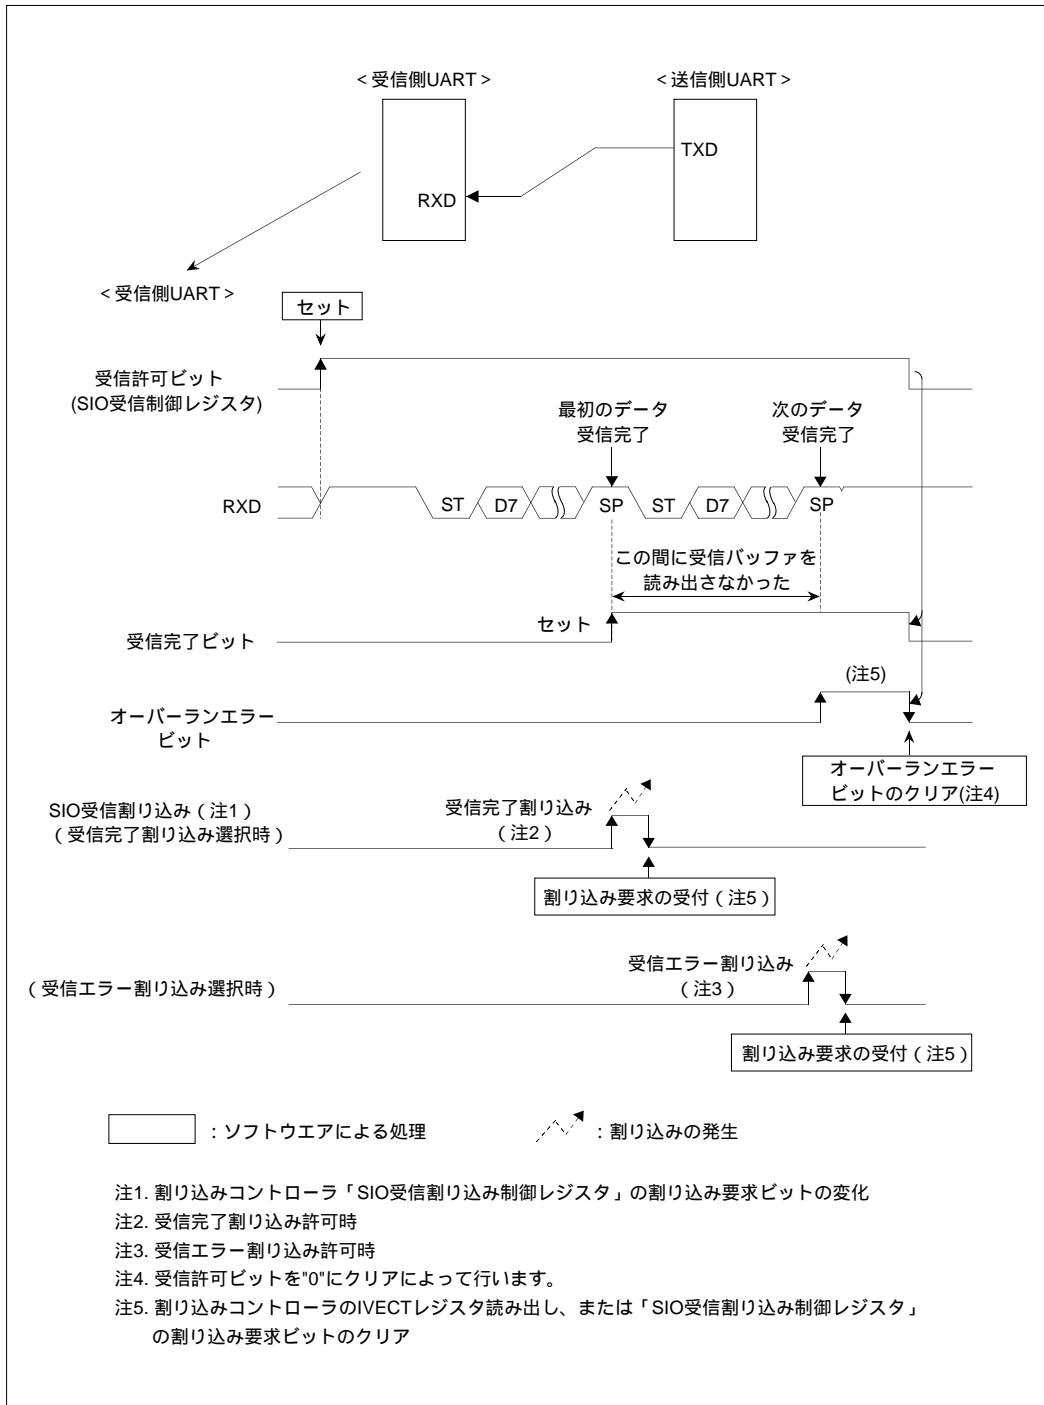 <受信側UART>
<送信側UART>
TXD
RXD
<受信側UART>
セット
受信許可ビット
(SIO受信制御レジスタ)
最初のデータ
受信完了
次のデータ
受信完了
RXD
ST
D7
SP
ST
D7
SP
この間に受信バッファを
読み出さなかった
セット
受信完了ビット
(注5)
オーバーランエラー
ビット
オーバーランエラー
ビットのクリア(注4)
SIO受信割り込み(注1)
(受信完了割り込み選択時)
受信完了割り込み
(注2)
割り込み要求の受付(注5)
受信エラー割り込み
(注3)
(受信エラー割り込み選択時)
割り込み要求の受付(注5)
:ソフトウエアによる処理
:割り込みの発生
注1. 割り込みコントローラ「SIO受信割り込み制御レジスタ」の割り込み要求ビットの変化
注2. 受信完了割り込み許可時
注3. 受信エラー割り込み許可時
注4. 受信許可ビットを"0"にクリアによって行います。
注5. 割り込みコントローラのIVECTレジスタ読み出し、または「SIO受信割り込み制御レジスタ」
の割り込み要求ビットのクリア